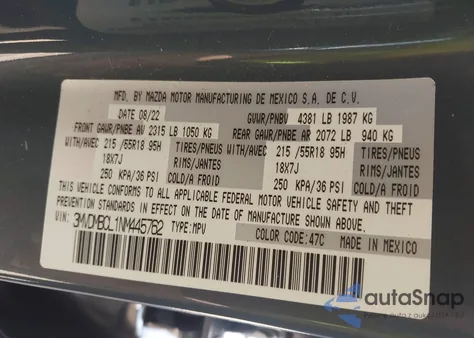 MFD. BY MAZDA MOTOR MANUFACTURING DE MEXICO S.A. DE C.V.
DATE 08/22 GVWR/PNBV 4381 LB 1987 KG
FRONT GAWR/PNBE AV 2315 LB 1050 KG REAR GAWR/PNBE AR 2072 LB 940 KG
WITH/AVEC 215 /55R18 95H TIRES/PNEUS WITH/AVEC 215 /55R18 95H TIRES/PNEUS
18X7J RIMS/JANTES 18X7J RIMS/JANTES
250 KPA/36 PSI COLD/A FROID 250 KPA/36 PSI COLD/A FROID
THIS VEHICLE CONFORMS TO ALL APPLICABLE FEDERAL MOTOR VEHICLE SAFETY AND THEFT
PREVENTION STANDARDS IN EFFECT ON THE DATE OF MANUFACTURE SHOWN ABOVE.
VIN: 3MVDMBCL1NM445762 TYPE: MPV COLOR CODE: 47C MADE IN MEXICO
autaSnap